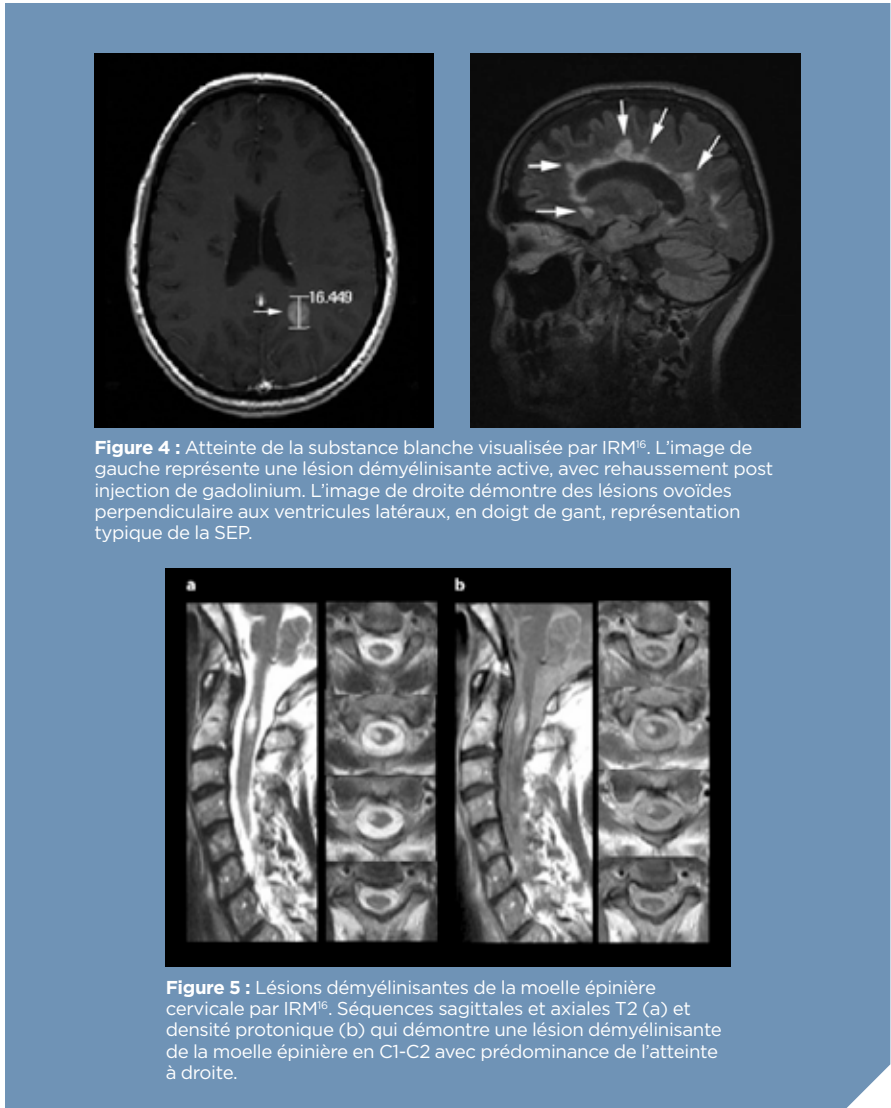 16.449
Figure 4 : Atteinte de la substance blanche visualisée par IRM¹⁶. L’image de
gauche représente une lésion démyélinisante active, avec rehaussement post
injection de gadolinium. L’image de droite démontre des lésions ovoïdes
perpendiculaire aux ventricules latéraux, en doigt de gant, représentation
typique de la SEP.
a
b
Figure 5 : Lésions démyélinisantes de la moelle épinière
cervicale par IRM¹⁶. Séquences sagittales et axiales T2 (a) et
densité protonique (b) qui démontre une lésion démyélinisante
de la moelle épinière en C1-C2 avec prédominance de l’atteinte
à droite.